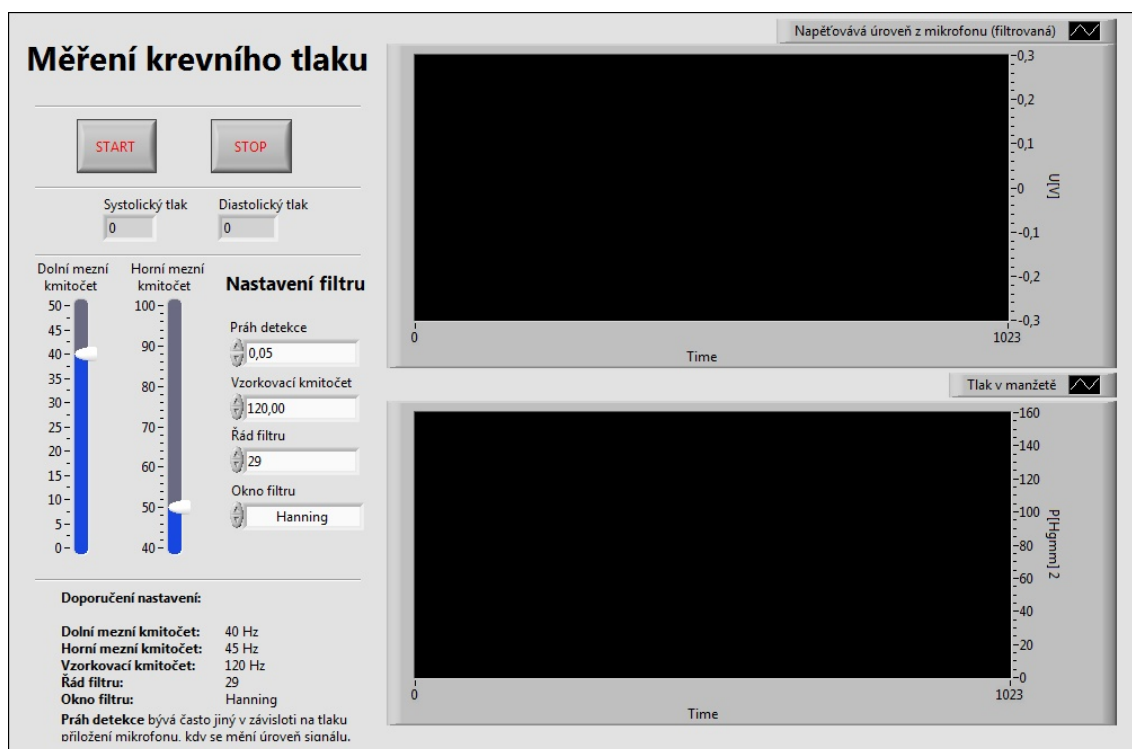 Měření krevního tlaku
START
STOP
Systolický tlak
Diastolický tlak
0
0
Dolní mezní
kmitočet
Horní mezní
kmitočet
50
45
40
35
30
25
20
15
10
5
0
100
90
80
70
60
50
40
Nastavení filtru
Práh detekce
0,05
Vzorkovací kmitočet
120,00
Řád filtru
29
Okno filtru
Hanning
Doporučení nastavení:
Dolní mezní kmitočet: 40 Hz
Horní mezní kmitočet: 45 Hz
Vzorkovací kmitočet: 120 Hz
Řád filtru: 29
Okno filtru: Hanning
Práh detekce bývá často jiný v závisloti na tlaku
přiložení mikrofonu, kdy se mění úroveň signálu.
Napěťovává úroveň z mikrofonu (filtrovaná)
0,3
0,2
0,1
0
-0,1
-0,2
-0,3
U[V]
0
1023
Time
Tlak v manžetě
160
140
120
100
80
60
40
20
0
P[Hgmm] 2
0
1023
Time